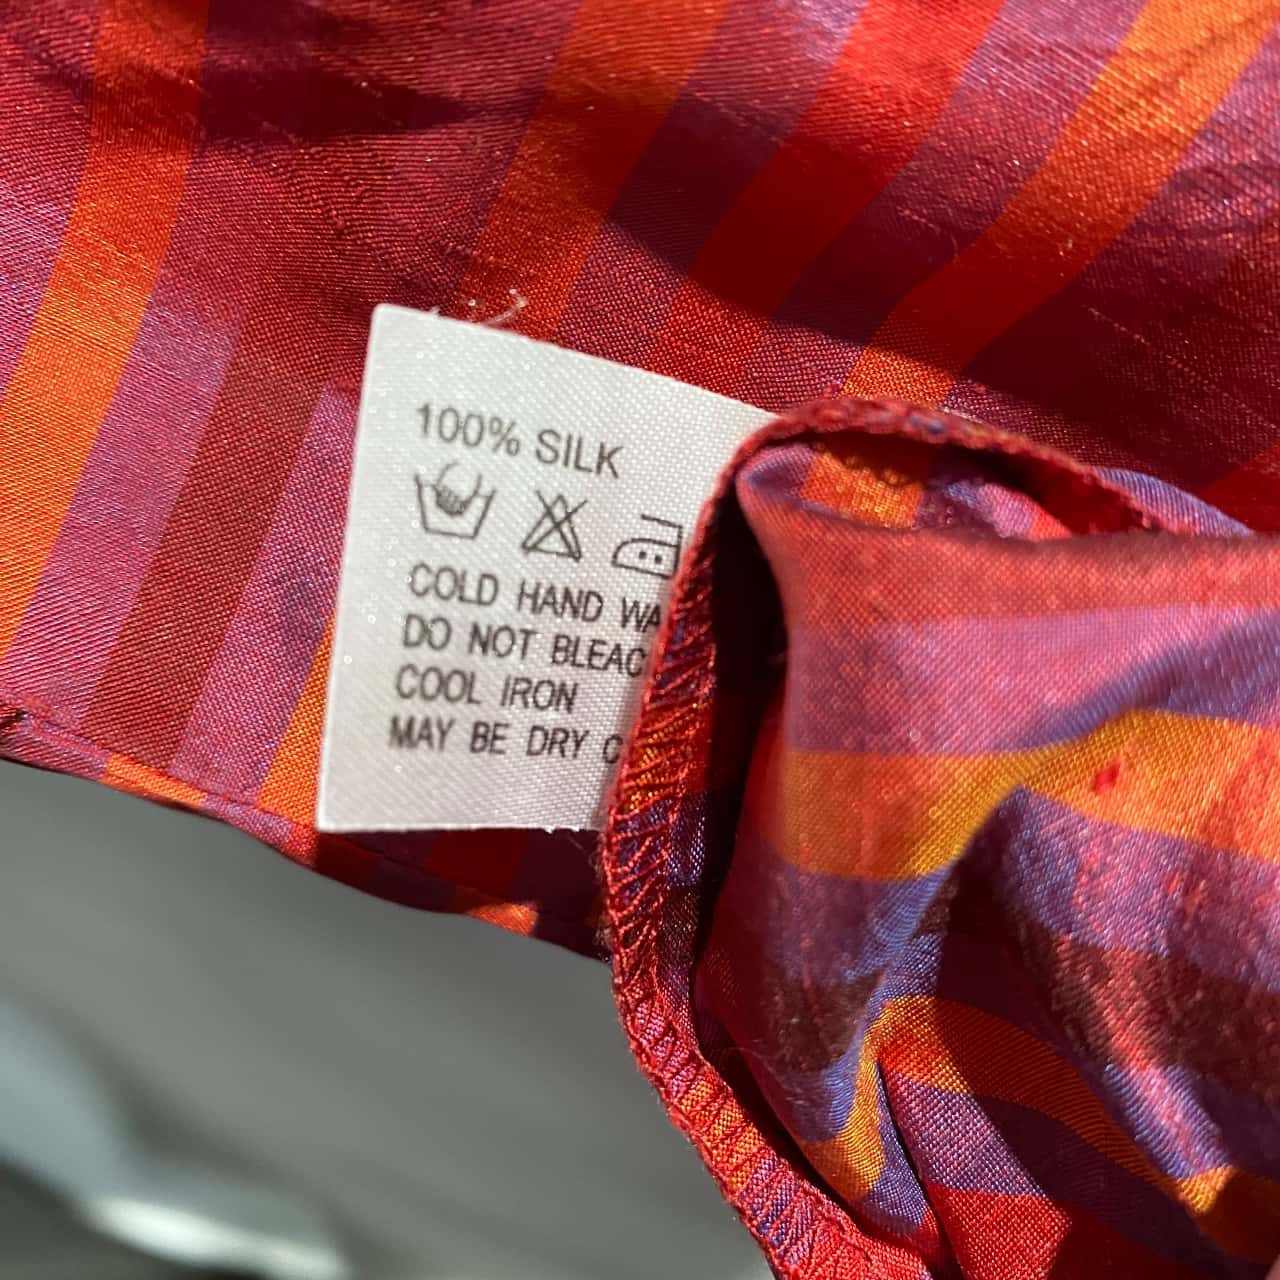 100% SILK
COLD HAND WA
DO NOT BLEAC
COOL IRON
MAY BE DRY C